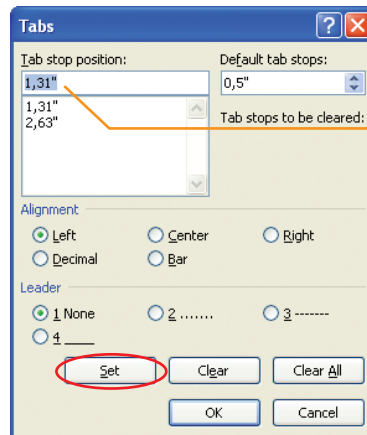 Tabs
Tab stop position:
Default tab stops:
1,31"
0,5"
1,31"
2,63"
Tab stops to be cleared:
Alignment
Left
Center
Right
Decimal
Bar
Leader
1 None
2 .......
3 -------
4 ____
Set
Clear
Clear All
OK
Cancel